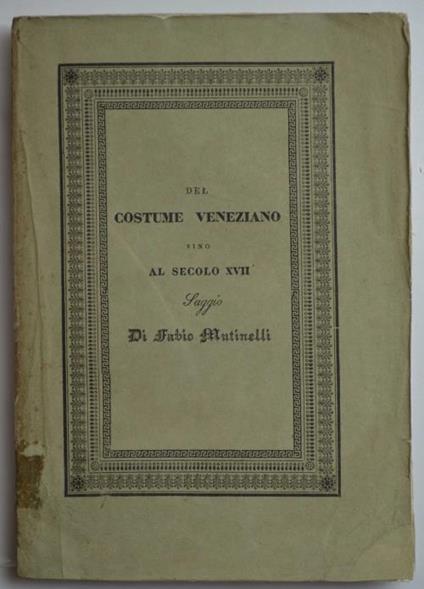 DEL
COSTUME VENEZIANO
SINO
AL SECOLO XVII
Saggio
Di Fabio Mutinelli